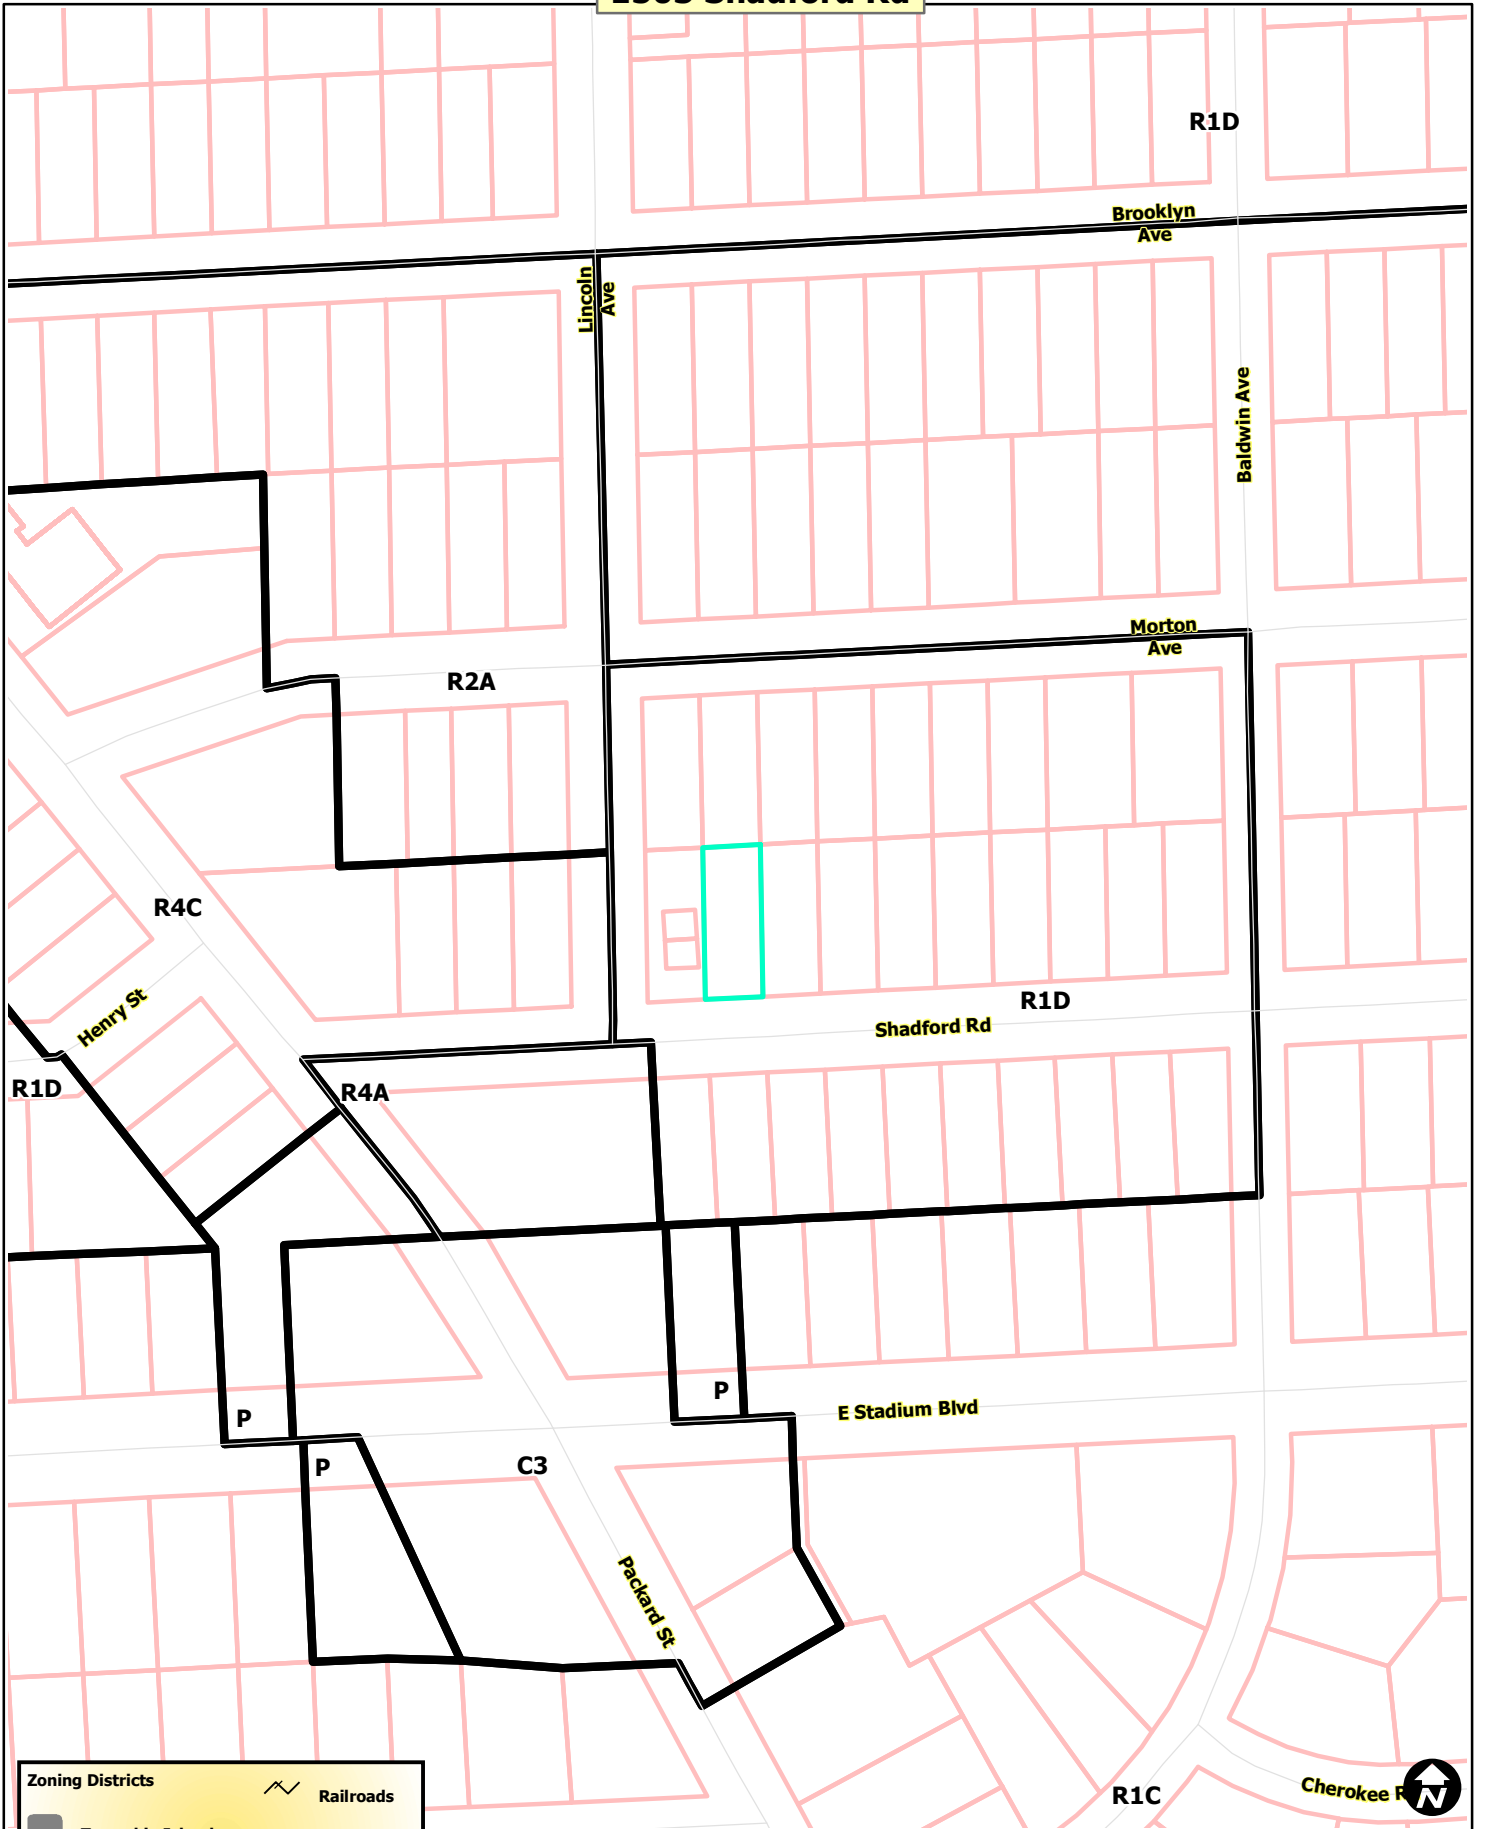 R1D
Brooklyn
Ave
Lincoln
Ave
Baldwin Ave
Morton
Ave
R2A
R4C
R1D
Henry St
Shadford Rd
R1D
R4A
P
E Stadium Blvd
P
P
C3
Packard St
Zoning Districts
Railroads
R1C
Cherokee
N